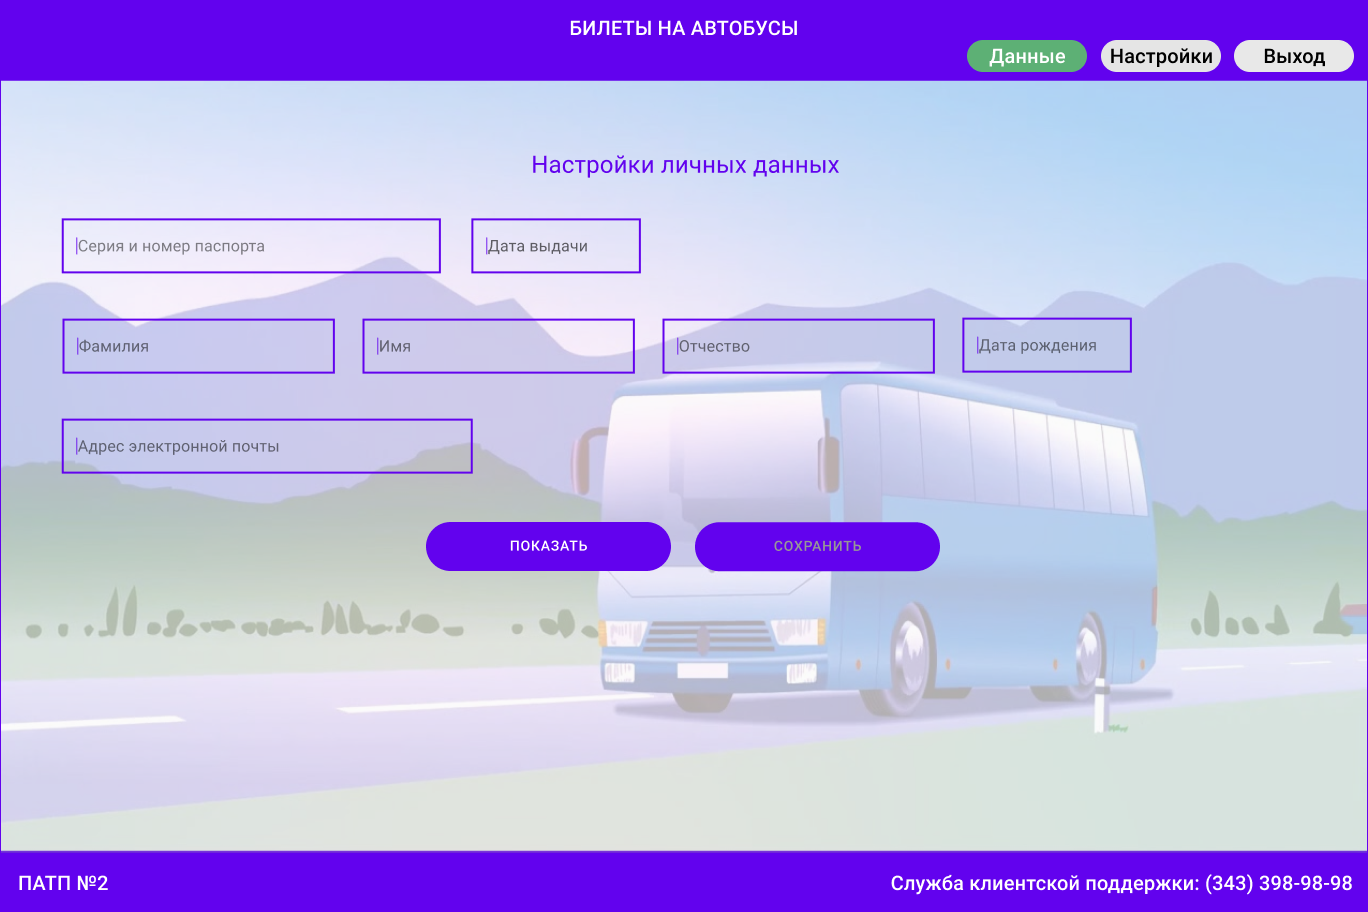 БИЛЕТЫ НА АВТОБУСЫ
Данные Настройки Выход
Настройки личных данных
Серия и номер паспорта Дата выдачи
Фамилия Имя Отчество Дата рождения
Адрес электронной почты
ПОКАЗАТЬ СОХРАНИТЬ
ПАТП №2 Служба клиентской поддержки: (343) 398-98-98